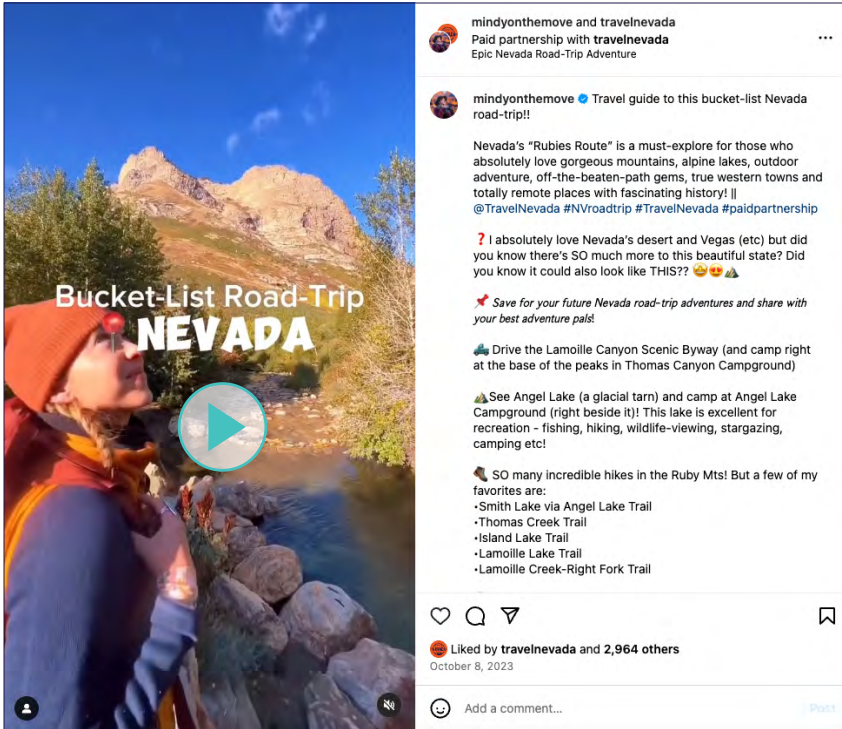 Bucket-List Road-Trip
NEVADA
mindyonthemove and travelnevada
Paid partnership with travelnevada
Epic Nevada Road-Trip Adventure
mindyonthemove Travel guide to this bucket-list Nevada
road-trip!!
Nevada's “Rubies Route” is a must-explore for those who
absolutely love gorgeous mountains, alpine lakes, outdoor
adventure, off-the-beaten-path gems, true western towns and
totally remote places with fascinating history! ||
@TravelNevada #NVroadtrip #TravelNevada #paidpartnership
❓ I absolutely love Nevada's desert and Vegas (etc) but did
you know there's SO much more to this beautiful state? Did
you know it could also look like THIS?? 🤩😍🏔️
📌 Save for your future Nevada road-trip adventures and share with
your best adventure pals!
🛻 Drive the Lamoille Canyon Scenic Byway (and camp right
at the base of the peaks in Thomas Canyon Campground)
🏔️See Angel Lake (a glacial tarn) and camp at Angel Lake
Campground (right beside it)! This lake is excellent for
recreation - fishing, hiking, wildlife-viewing, stargazing,
camping etc!
🥾 SO many incredible hikes in the Ruby Mts! But a few of my
favorites are:
•Smith Lake via Angel Lake Trail
•Thomas Creek Trail
•Island Lake Trail
•Lamoille Lake Trail
•Lamoille Creek-Right Fork Trail
Liked by travelnevada and 2,964 others
October 8, 2023
Add a comment...
Post